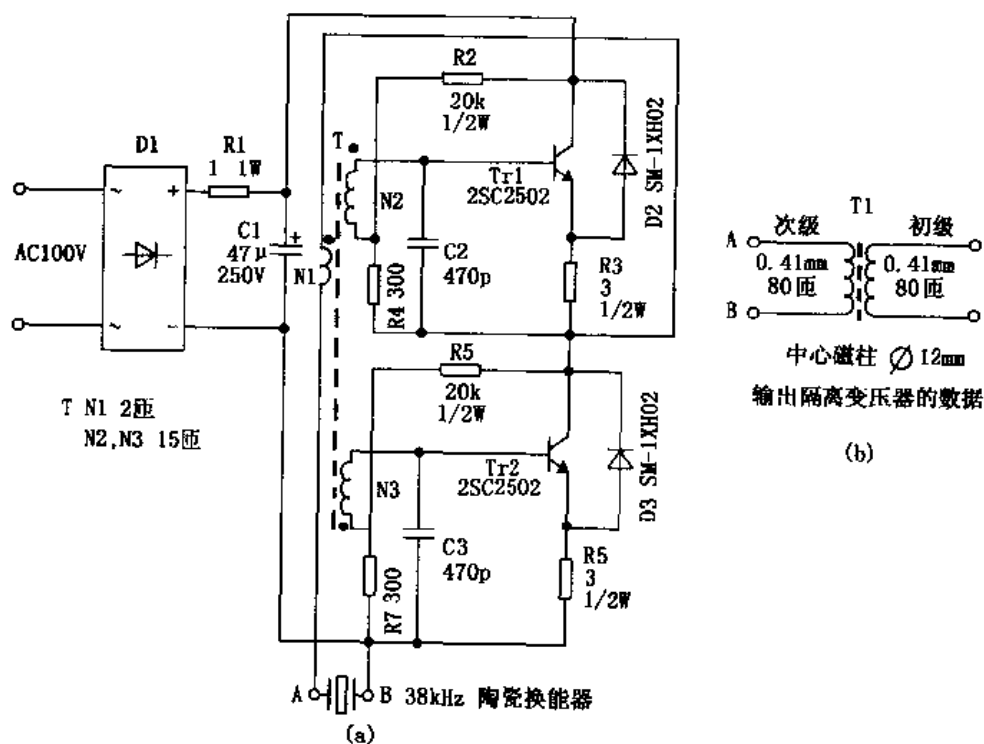 D1
R1
1 1W
AC100V
C1
47μ
250V
+
~
+
~
-
T N1 2匝
N2,N3 15匝
R2
20k
1/2W
T
N2
N1
Tr1
2SC2502
D2 SM-1XH02
C2
470p
R4 300
R3
3
1/2W
R5
20k
1/2W
N3
Tr2
2SC2502
D3 SM-1XH02
C3
470p
R7 300
R5
3
1/2W
A
B 38kHz 陶瓷换能器
(a)
T1
次级
初级
A
0.41mm
0.41mm
80匝
80匝
B
中心磁柱 ∅12mm
输出隔离变压器的数据
(b)